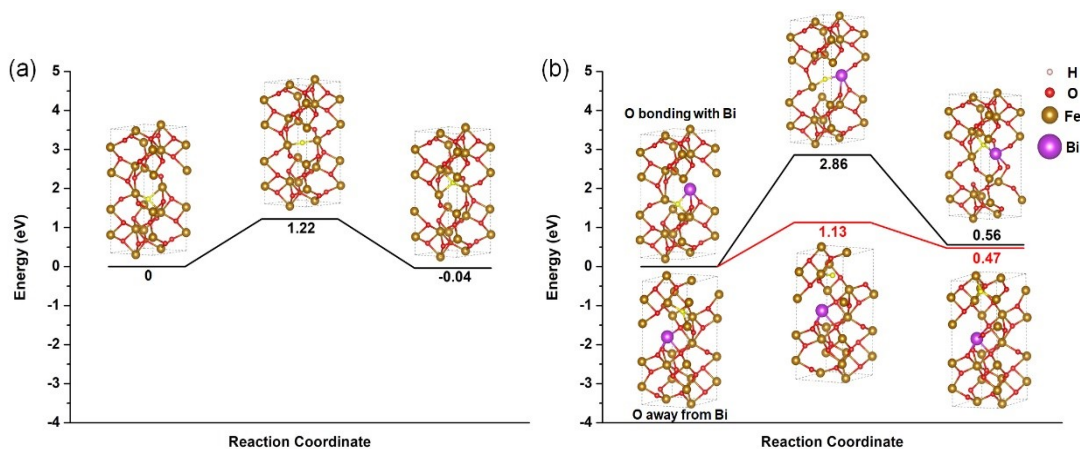 (a)
Energy (eV)
5
4
3
2
1
0
-1
-2
-3
-4
0
1.22
-0.04
Reaction Coordinate
(b)
Energy (eV)
5
4
3
2
1
0
-1
-2
-3
-4
O bonding with Bi
2.86
1.13
0.56
0.47
O away from Bi
Reaction Coordinate
H
O
Fe
Bi